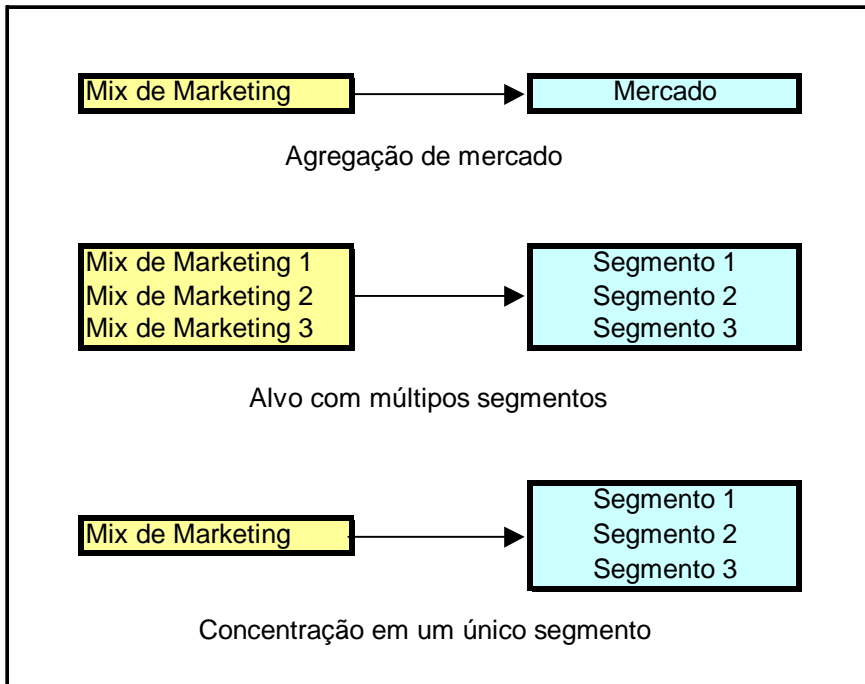 Mix de Marketing
Mercado
Agregação de mercado
Mix de Marketing 1
Mix de Marketing 2
Mix de Marketing 3
Segmento 1
Segmento 2
Segmento 3
Alvo com múltipos segmentos
Mix de Marketing
Segmento 1
Segmento 2
Segmento 3
Concentração em um único segmento